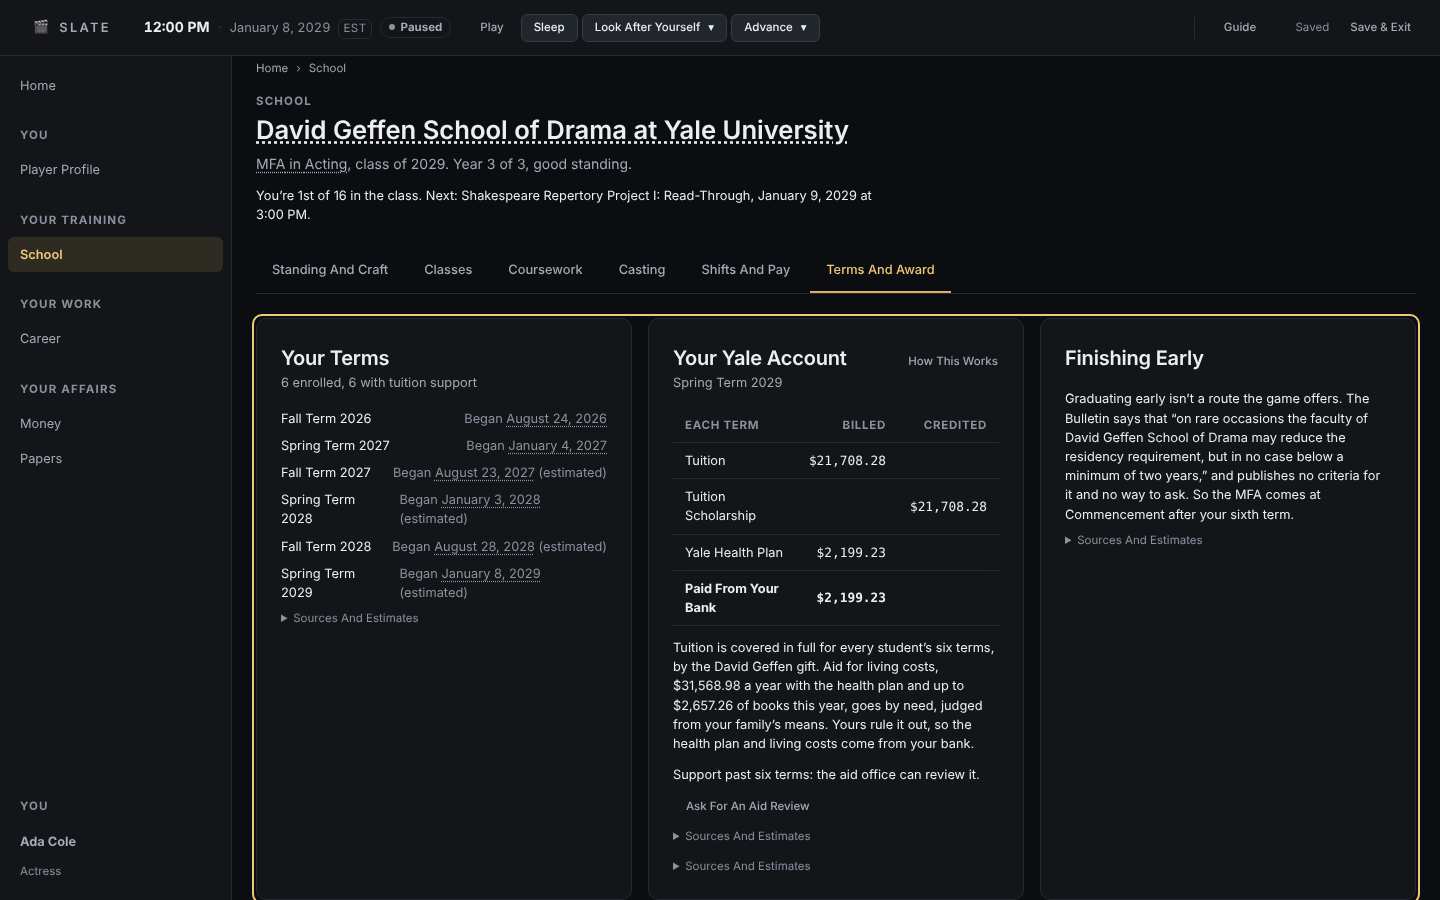 SLATE
12:00 PM · January 8, 2029 EST
Paused
Play
Sleep
Look After Yourself ▾
Advance ▾
Guide
Saved
Save & Exit
Home
YOU
Player Profile
YOUR TRAINING
School
YOUR WORK
Career
YOUR AFFAIRS
Money
Papers
YOU
Ada Cole
Actress
Home › School
SCHOOL
David Geffen School of Drama at Yale University
MFA in Acting, class of 2029. Year 3 of 3, good standing.
You’re 1st of 16 in the class. Next: Shakespeare Repertory Project I: Read-Through, January 9, 2029 at
3:00 PM.
Standing And Craft
Classes
Coursework
Casting
Shifts And Pay
Terms And Award
Your Terms
6 enrolled, 6 with tuition support
Fall Term 2026 Began August 24, 2026
Spring Term 2027 Began January 4, 2027
Fall Term 2027 Began August 23, 2027 (estimated)
Spring Term Began January 3, 2028
2028 (estimated)
Fall Term 2028 Began August 28, 2028 (estimated)
Spring Term Began January 8, 2029
2029 (estimated)
▶ Sources And Estimates
Your Yale Account
How This Works
Spring Term 2029
EACH TERM BILLED CREDITED
Tuition $21,708.28
Tuition
Scholarship $21,708.28
Yale Health Plan $2,199.23
Paid From Your
Bank $2,199.23
Tuition is covered in full for every student’s six terms,
by the David Geffen gift. Aid for living costs,
$31,568.98 a year with the health plan and up to
$2,657.26 of books this year, goes by need, judged
from your family’s means. Yours rule it out, so the
health plan and living costs come from your bank.
Support past six terms: the aid office can review it.
Ask For An Aid Review
▶ Sources And Estimates
▶ Sources And Estimates
Finishing Early
Graduating early isn’t a route the game offers. The
Bulletin says that “on rare occasions the faculty of
David Geffen School of Drama may reduce the
residency requirement, but in no case below a
minimum of two years,” and publishes no criteria for
it and no way to ask. So the MFA comes at
Commencement after your sixth term.
▶ Sources And Estimates